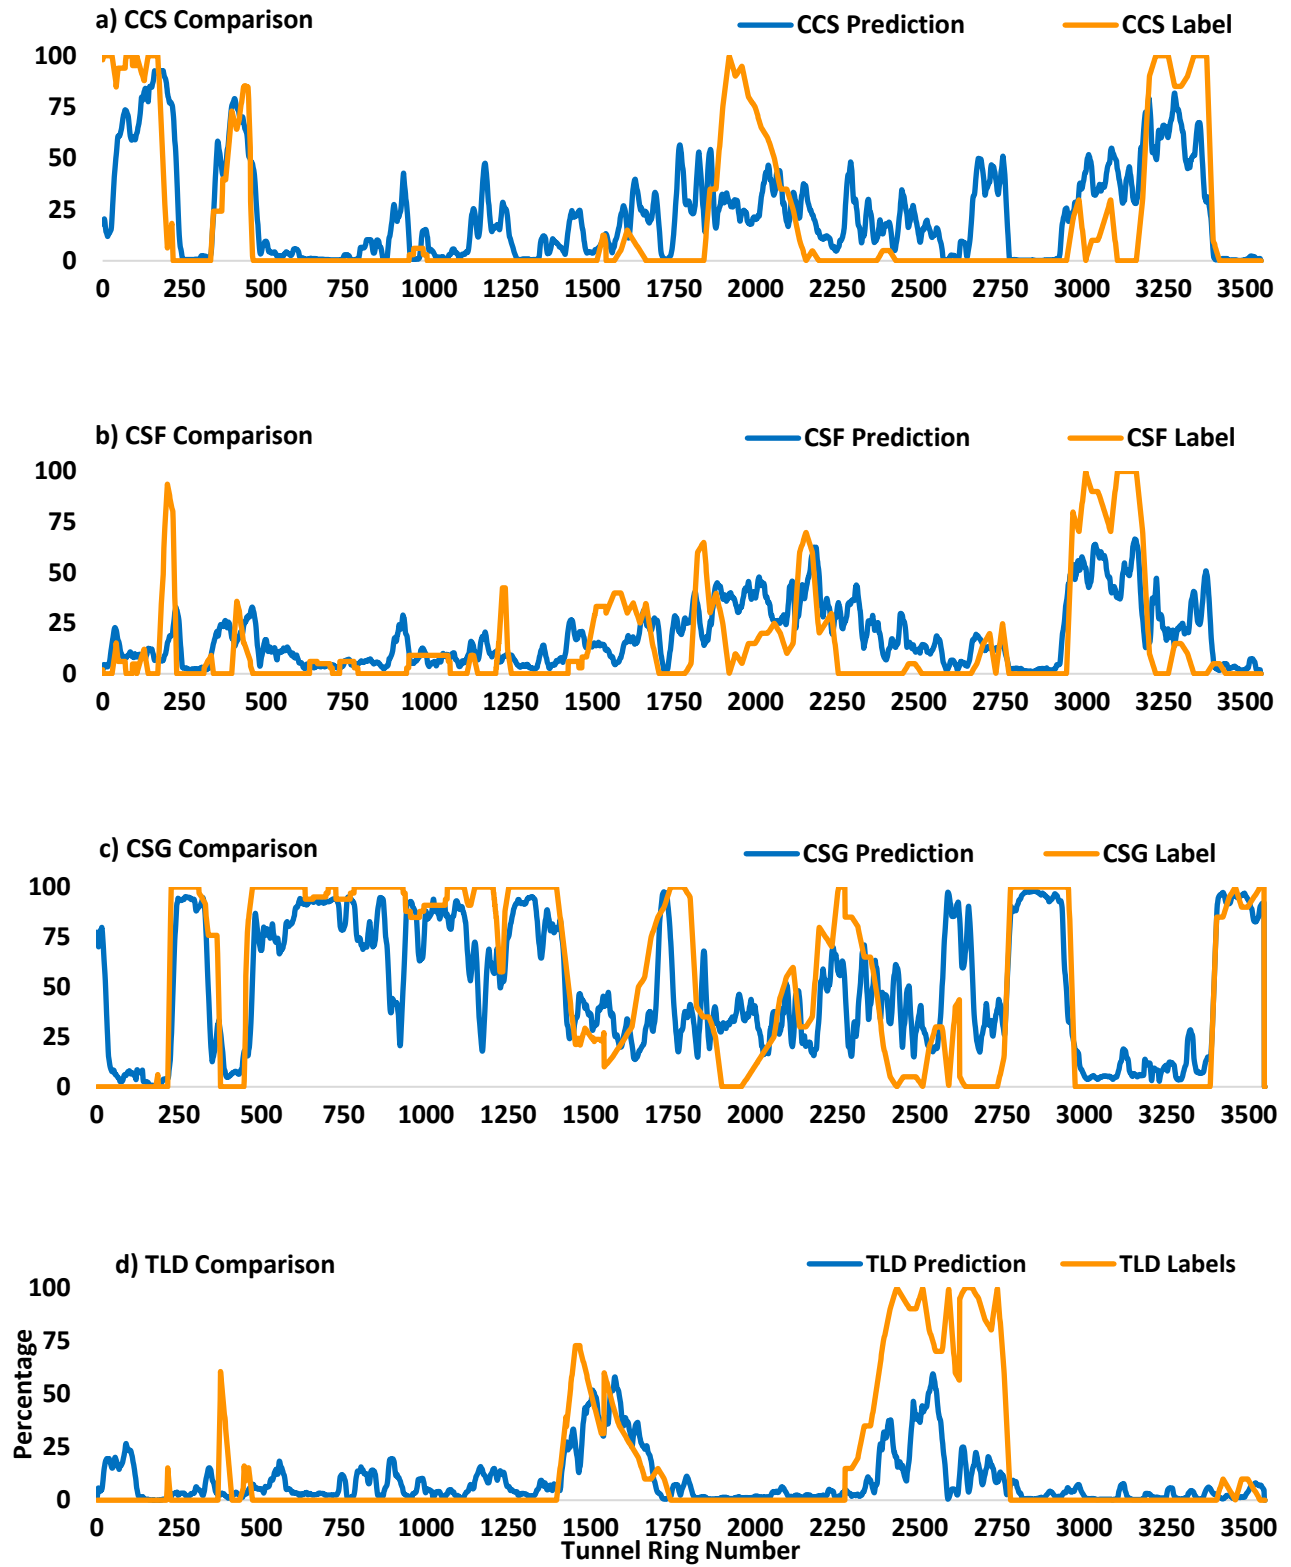 a) CCS Comparison CCS Prediction CCS Label
100
75
50
25
0
0 250 500 750 1000 1250 1500 1750 2000 2250 2500 2750 3000 3250 3500
b) CSF Comparison CSF Prediction CSF Label
100
75
50
25
0
0 250 500 750 1000 1250 1500 1750 2000 2250 2500 2750 3000 3250 3500
c) CSG Comparison CSG Prediction CSG Label
100
75
50
25
0
0 250 500 750 1000 1250 1500 1750 2000 2250 2500 2750 3000 3250 3500
d) TLD Comparison TLD Prediction TLD Labels
Percentage
100
75
50
25
0
0 250 500 750 1000 1250 1500 1750 2000 2250 2500 2750 3000 3250 3500
Tunnel Ring Number